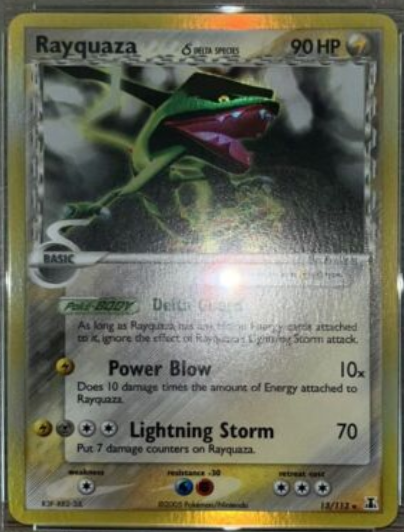 Rayquaza δ DELTA SPECIES 90 HP
BASIC
POKé-BODY Delta Guard
As long as Rayquaza has any Energy cards attached
to it, ignore the effect of Rayquaza's Lightning Storm attack.
Power Blow 10x
Does 10 damage times the amount of Energy attached to
Rayquaza.
Lightning Storm 70
Put 7 damage counters on Rayquaza.
weakness resistance -30 retreat cost
©2005 Pokémon/Nintendo 13/113